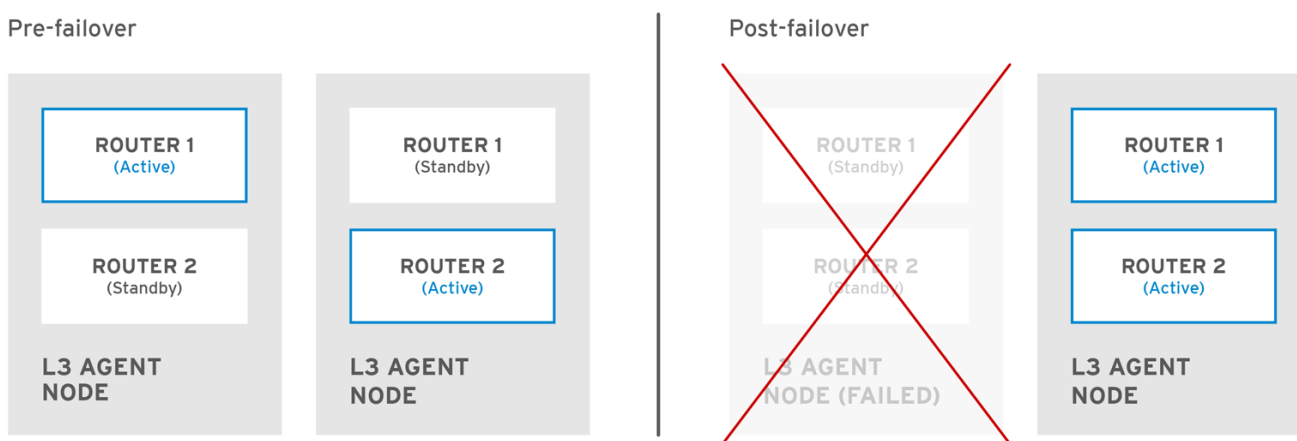 Pre-failover
ROUTER 1
(Active)
ROUTER 2
(Standby)
L3 AGENT
NODE
ROUTER 1
(Standby)
ROUTER 2
(Active)
L3 AGENT
NODE
Post-failover
ROUTER 1
(Standby)
ROUTER 2
(Standby)
L3 AGENT
NODE (FAILED)
ROUTER 1
(Active)
ROUTER 2
(Active)
L3 AGENT
NODE